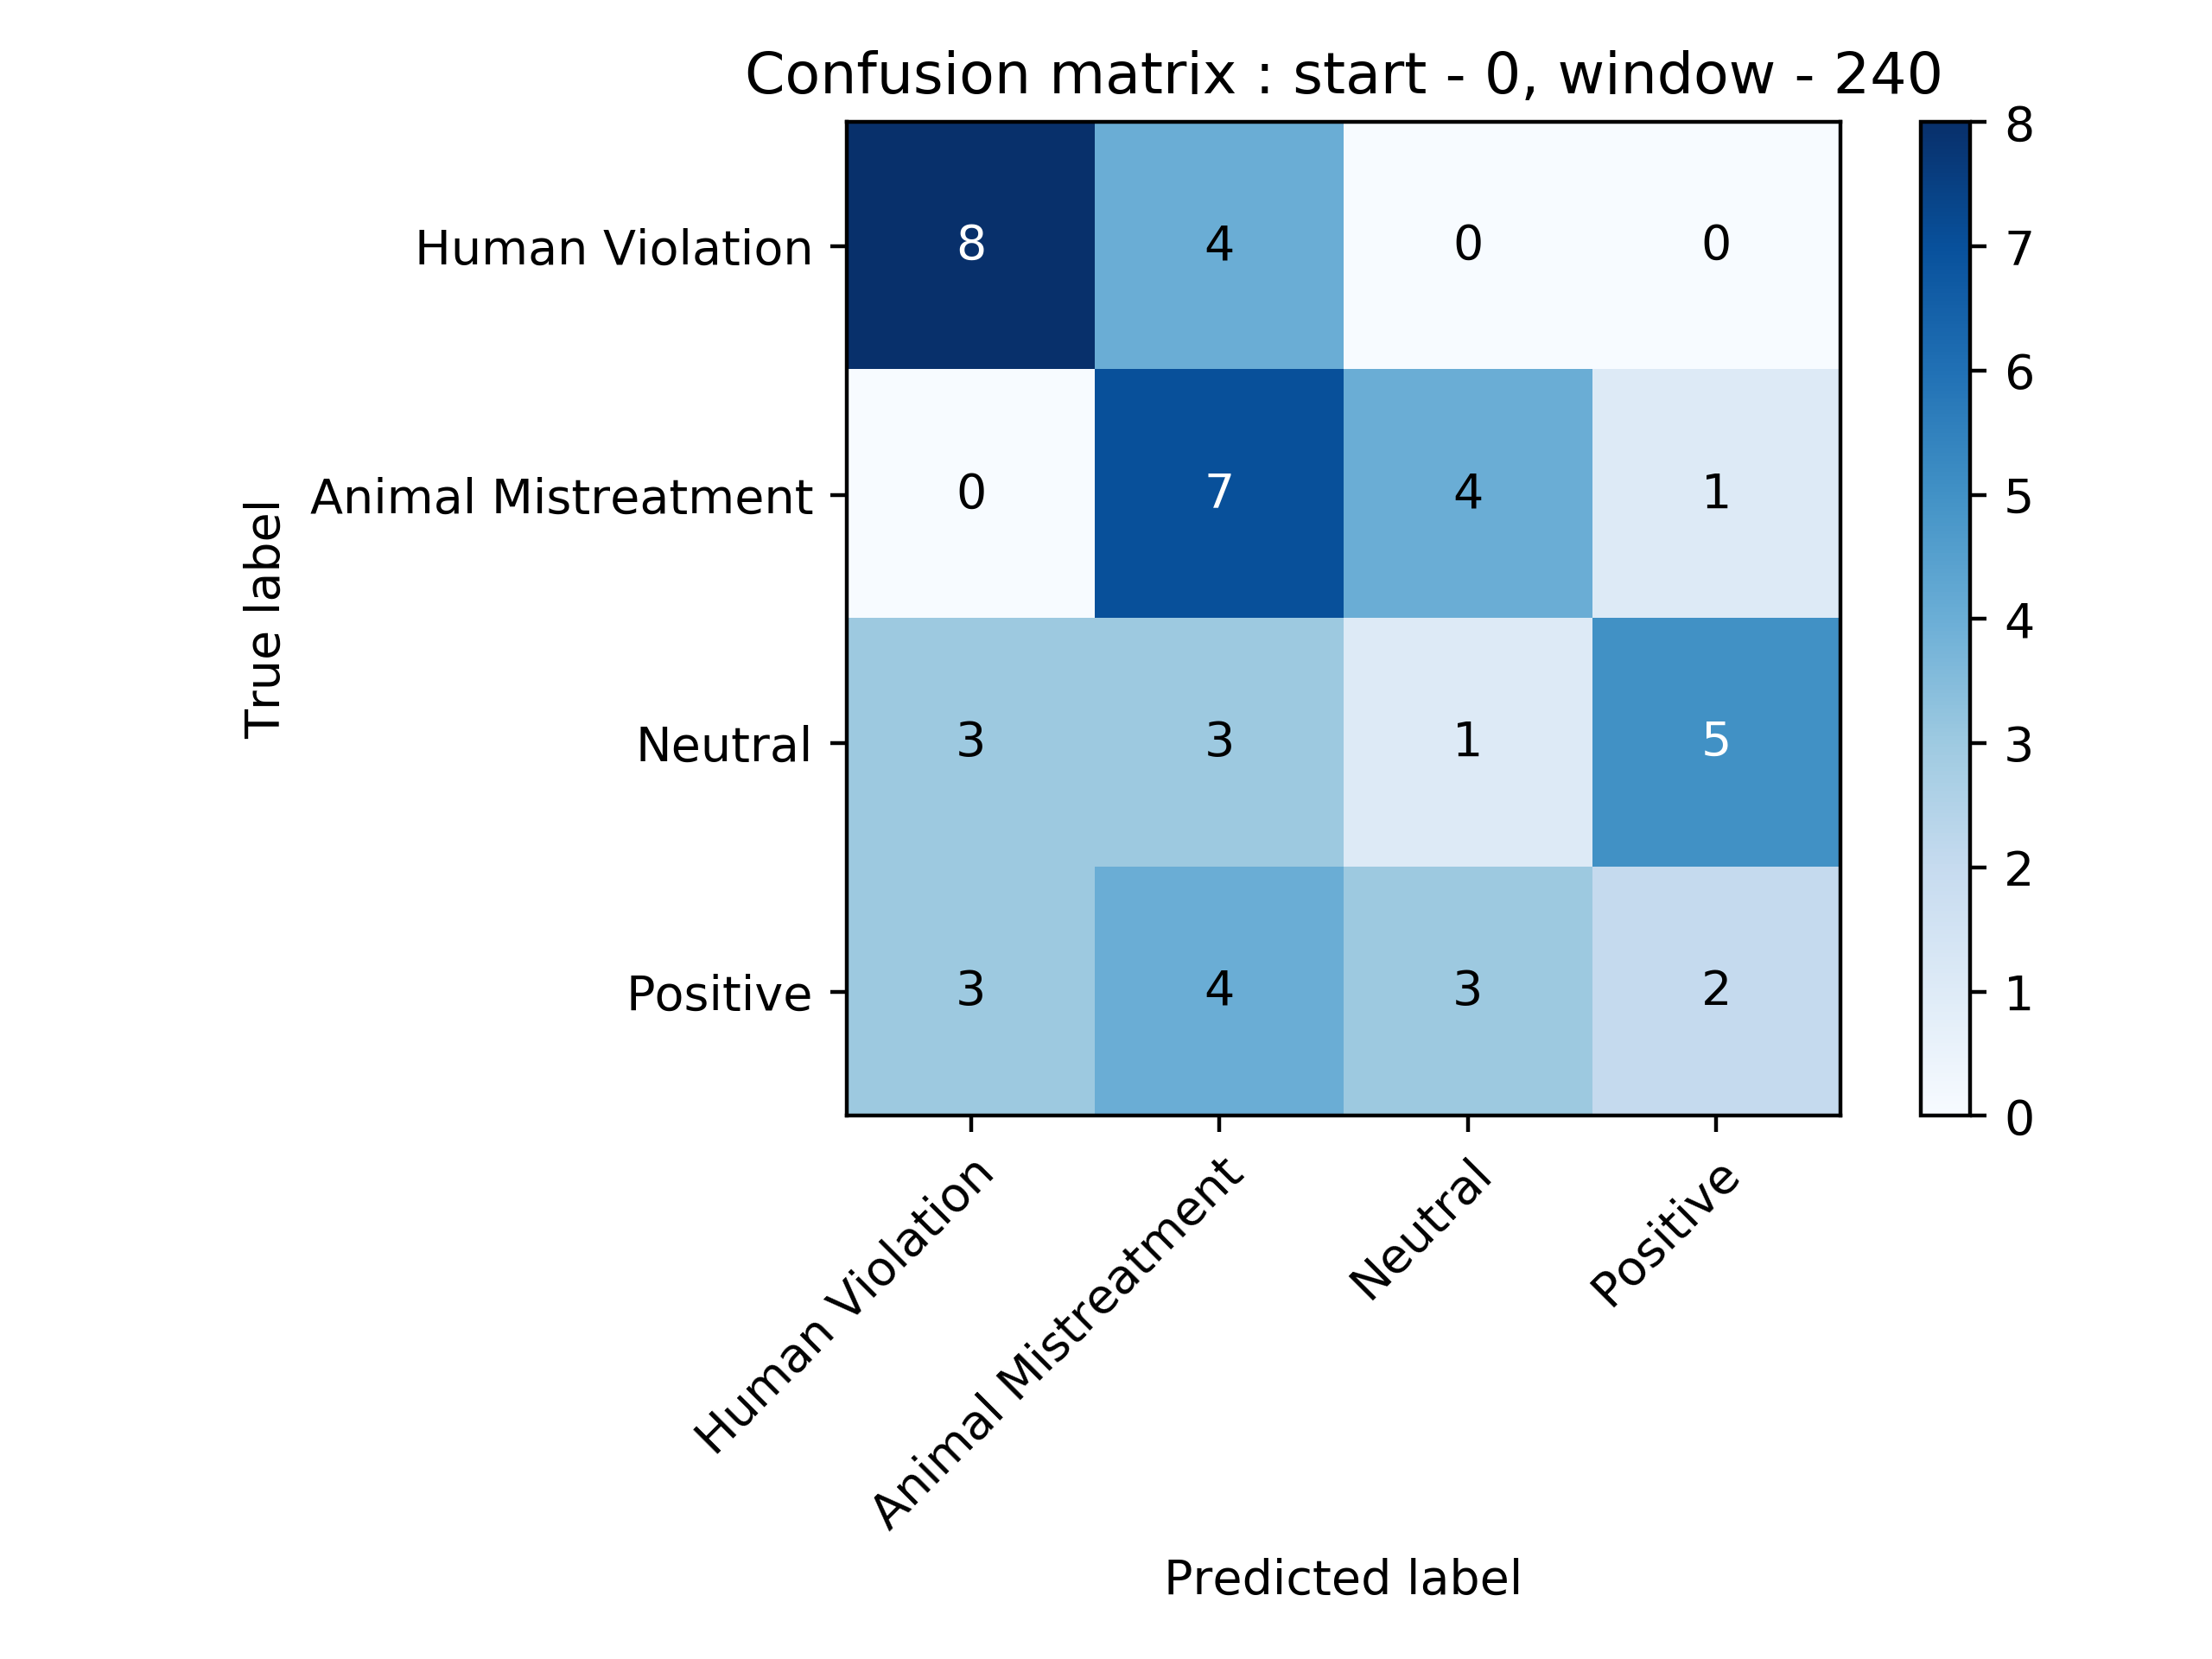 Confusion matrix : start - 0, window - 240
True label
Human Violation
8 4 0 0
Animal Mistreatment
0 7 4 1
Neutral
3 3 1 5
Positive
3 4 3 2
8
7
6
5
4
3
2
1
0
Human Violation
Animal Mistreatment
Neutral
Positive
Predicted label